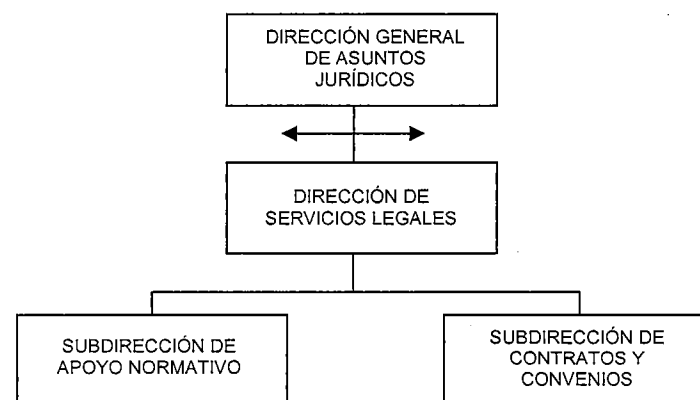 DIRECCIÓN GENERAL
DE ASUNTOS
JURÍDICOS
DIRECCIÓN DE
SERVICIOS LEGALES
SUBDIRECCIÓN DE
APOYO NORMATIVO
SUBDIRECCIÓN DE
CONTRATOS Y
CONVENIOS